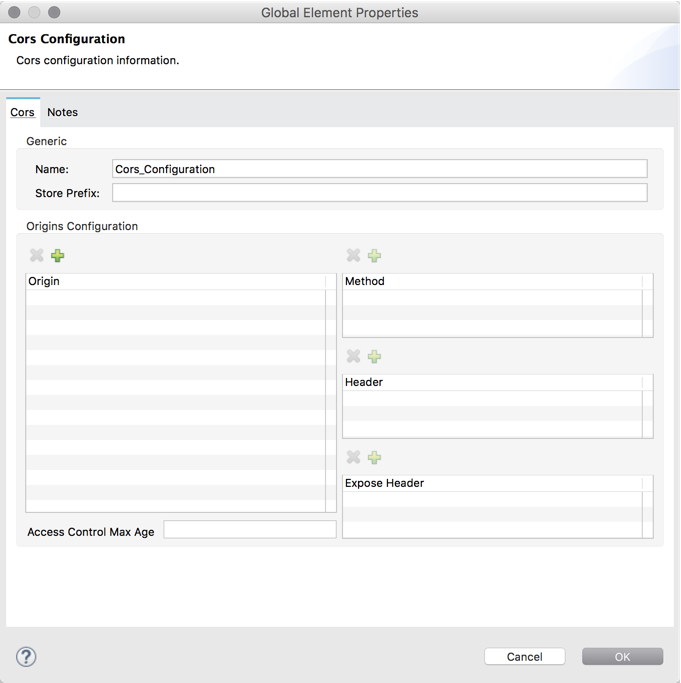 Global Element Properties
Cors Configuration
Cors configuration information.
Cors Notes
Generic
Name: Cors_Configuration
Store Prefix:
Origins Configuration
Origin
Method
Header
Expose Header
Access Control Max Age
?
Cancel OK